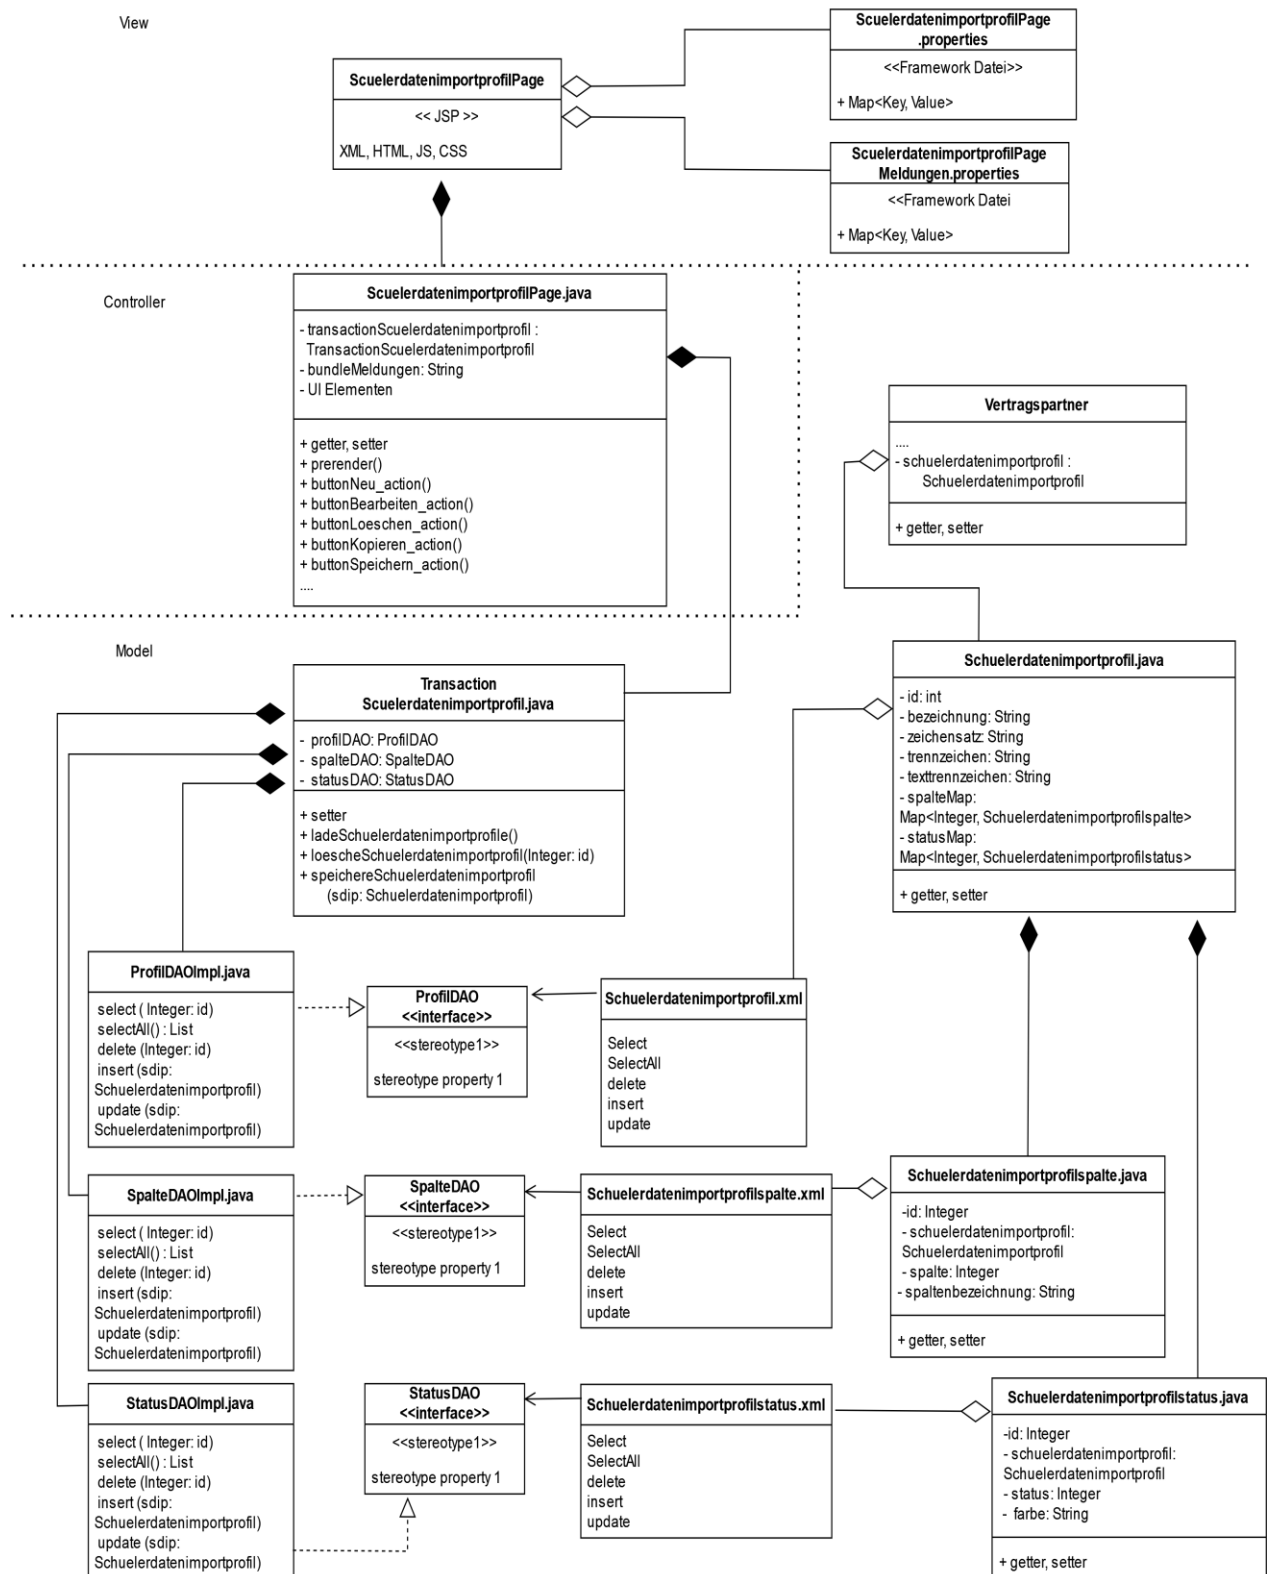 View
ScuelerdatenimportprofilPage
<< JSP >>
XML, HTML, JS, CSS
ScuelerdatenimportprofilPage
.properties
<<Framework Datei>>
+ Map<Key, Value>
ScuelerdatenimportprofilPage
Meldungen.properties
<<Framework Datei
+ Map<Key, Value>
Controller
ScuelerdatenimportprofilPage.java
- transactionScuelerdatenimportprofil :
TransactionScuelerdatenimportprofil
- bundleMeldungen: String
- UI Elementen
+ getter, setter
+ prerender()
+ buttonNeu_action()
+ buttonBearbeiten_action()
+ buttonLoeschen_action()
+ buttonKopieren_action()
+ buttonSpeichern_action()
....
Vertragspartner
....
- schuelerdatenimportprofil :
Schuelerdatenimportprofil
+ getter, setter
Model
Transaction
Scuelerdatenimportprofil.java
- profilDAO: ProfilDAO
- spalteDAO: SpalteDAO
- statusDAO: StatusDAO
+ setter
+ ladeSchuelerdatenimportprofile()
+ loescheSchuelerdatenimportprofil(Integer: id)
+ speichereSchuelerdatenimportprofil
(sdip: Schuelerdatenimportprofil)
Schuelerdatenimportprofil.java
- id: int
- bezeichnung: String
- zeichensatz: String
- trennzeichen: String
- texttrennzeichen: String
- spalteMap:
Map<Integer, Schuelerdatenimportprofilspalte>
- statusMap:
Map<Integer, Schuelerdatenimportprofilstatus>
+ getter, setter
ProfilDAOImpl.java
select ( Integer: id)
selectAll() : List
delete (Integer: id)
insert (sdip:
Schuelerdatenimportprofil)
update (sdip:
Schuelerdatenimportprofil)
ProfilDAO
<<interface>>
<<stereotype1>>
stereotype property 1
Schuelerdatenimportprofil.xml
Select
SelectAll
delete
insert
update
SpalteDAOImpl.java
select ( Integer: id)
selectAll() : List
delete (Integer: id)
insert (sdip:
Schuelerdatenimportprofil)
update (sdip:
Schuelerdatenimportprofil)
SpalteDAO
<<interface>>
<<stereotype1>>
stereotype property 1
Schuelerdatenimportprofilspalte.xml
Select
SelectAll
delete
insert
update
Schuelerdatenimportprofilspalte.java
-id: Integer
- schuelerdatenimportprofil:
Schuelerdatenimportprofil
- spalte: Integer
- spaltenbezeichnung: String
+ getter, setter
StatusDAOImpl.java
select ( Integer: id)
selectAll() : List
delete (Integer: id)
insert (sdip:
Schuelerdatenimportprofil)
update (sdip:
Schuelerdatenimportprofil)
StatusDAO
<<interface>>
<<stereotype1>>
stereotype property 1
Schuelerdatenimportprofilstatus.xml
Select
SelectAll
delete
insert
update
Schuelerdatenimportprofilstatus.java
-id: Integer
- schuelerdatenimportprofil:
Schuelerdatenimportprofil
- status: Integer
- farbe: String
+ getter, setter